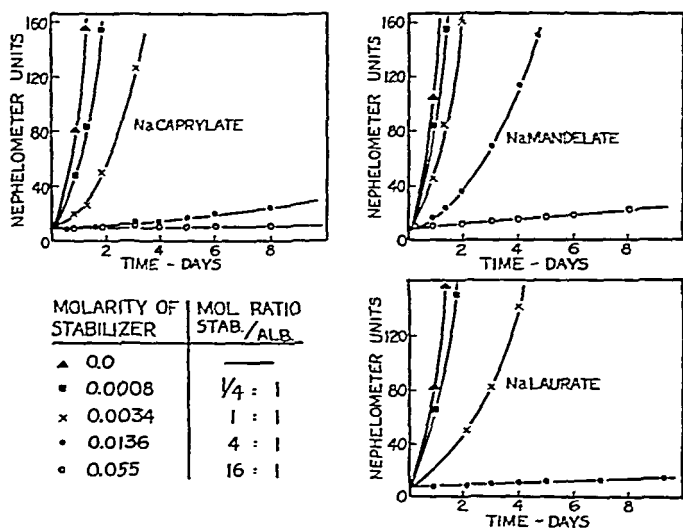 NEPHELOMETER UNITS
160
120
80
40
0
NaCAPRYLATE
2 4 6 8
TIME - DAYS
NEPHELOMETER UNITS
160
120
80
40
0
NaMANDELATE
2 4 6 8
TIME - DAYS
MOLARITY OF STABILIZER
MOL RATIO STAB./ALB.
▲ 0.0 —
■ 0.0008 1/4 : 1
× 0.0034 1 : 1
• 0.0136 4 : 1
○ 0.055 16 : 1
NEPHELOMETER UNITS
120
80
40
0
NaLAURATE
2 4 6 8
TIME - DAYS